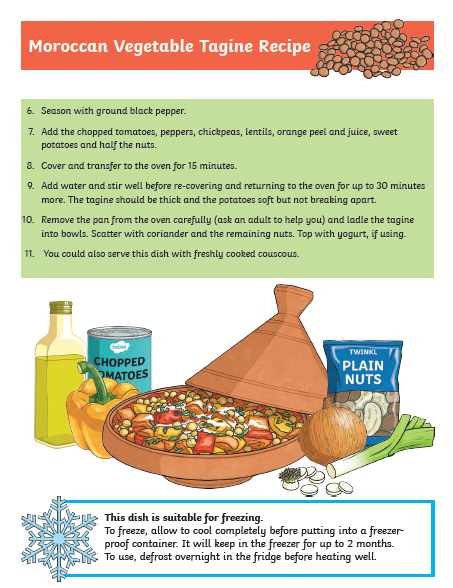 Moroccan Vegetable Tagine Recipe
6. Season with ground black pepper.
7. Add the chopped tomatoes, peppers, chickpeas, lentils, orange peel and juice, sweet
potatoes and half the nuts.
8. Cover and transfer to the oven for 15 minutes.
9. Add water and stir well before re-covering and returning to the oven for up to 30 minutes
more. The tagine should be thick and the potatoes soft but not breaking apart.
10. Remove the pan from the oven carefully (ask an adult to help you) and ladle the tagine
into bowls. Scatter with coriander and the remaining nuts. Top with yogurt, if using.
11. You could also serve this dish with freshly cooked couscous.
twinkl
CHOPPED
TOMATOES
TWINKL
PLAIN
NUTS
This dish is suitable for freezing.
To freeze, allow to cool completely before putting into a freezer-
proof container. It will keep in the freezer for up to 2 months.
To use, defrost overnight in the fridge before heating well.